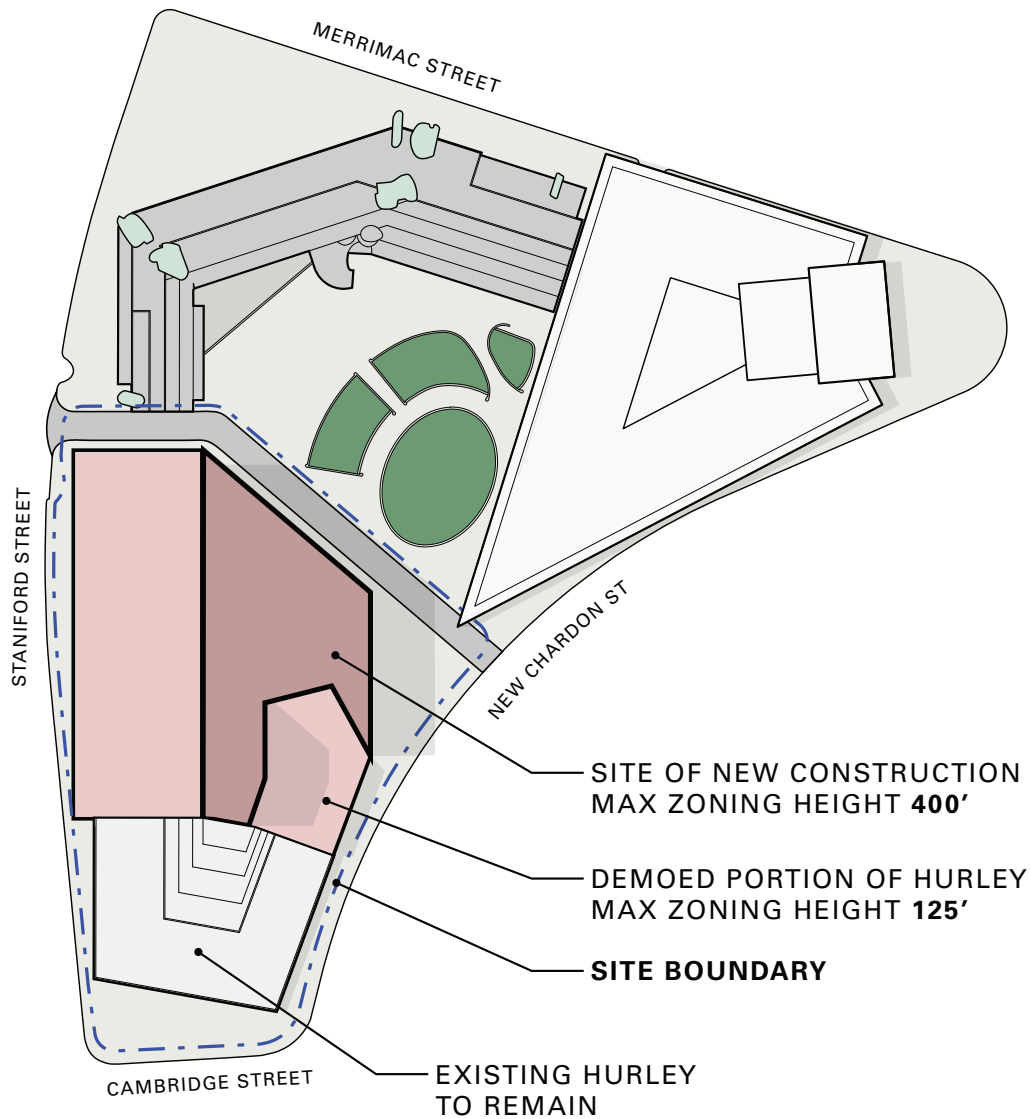 MERRIMAC STREET
STANIFORD STREET
NEW CHARDON ST
SITE OF NEW CONSTRUCTION
MAX ZONING HEIGHT 400’
DEMOED PORTION OF HURLEY
MAX ZONING HEIGHT 125’
SITE BOUNDARY
EXISTING HURLEY
TO REMAIN
CAMBRIDGE STREET